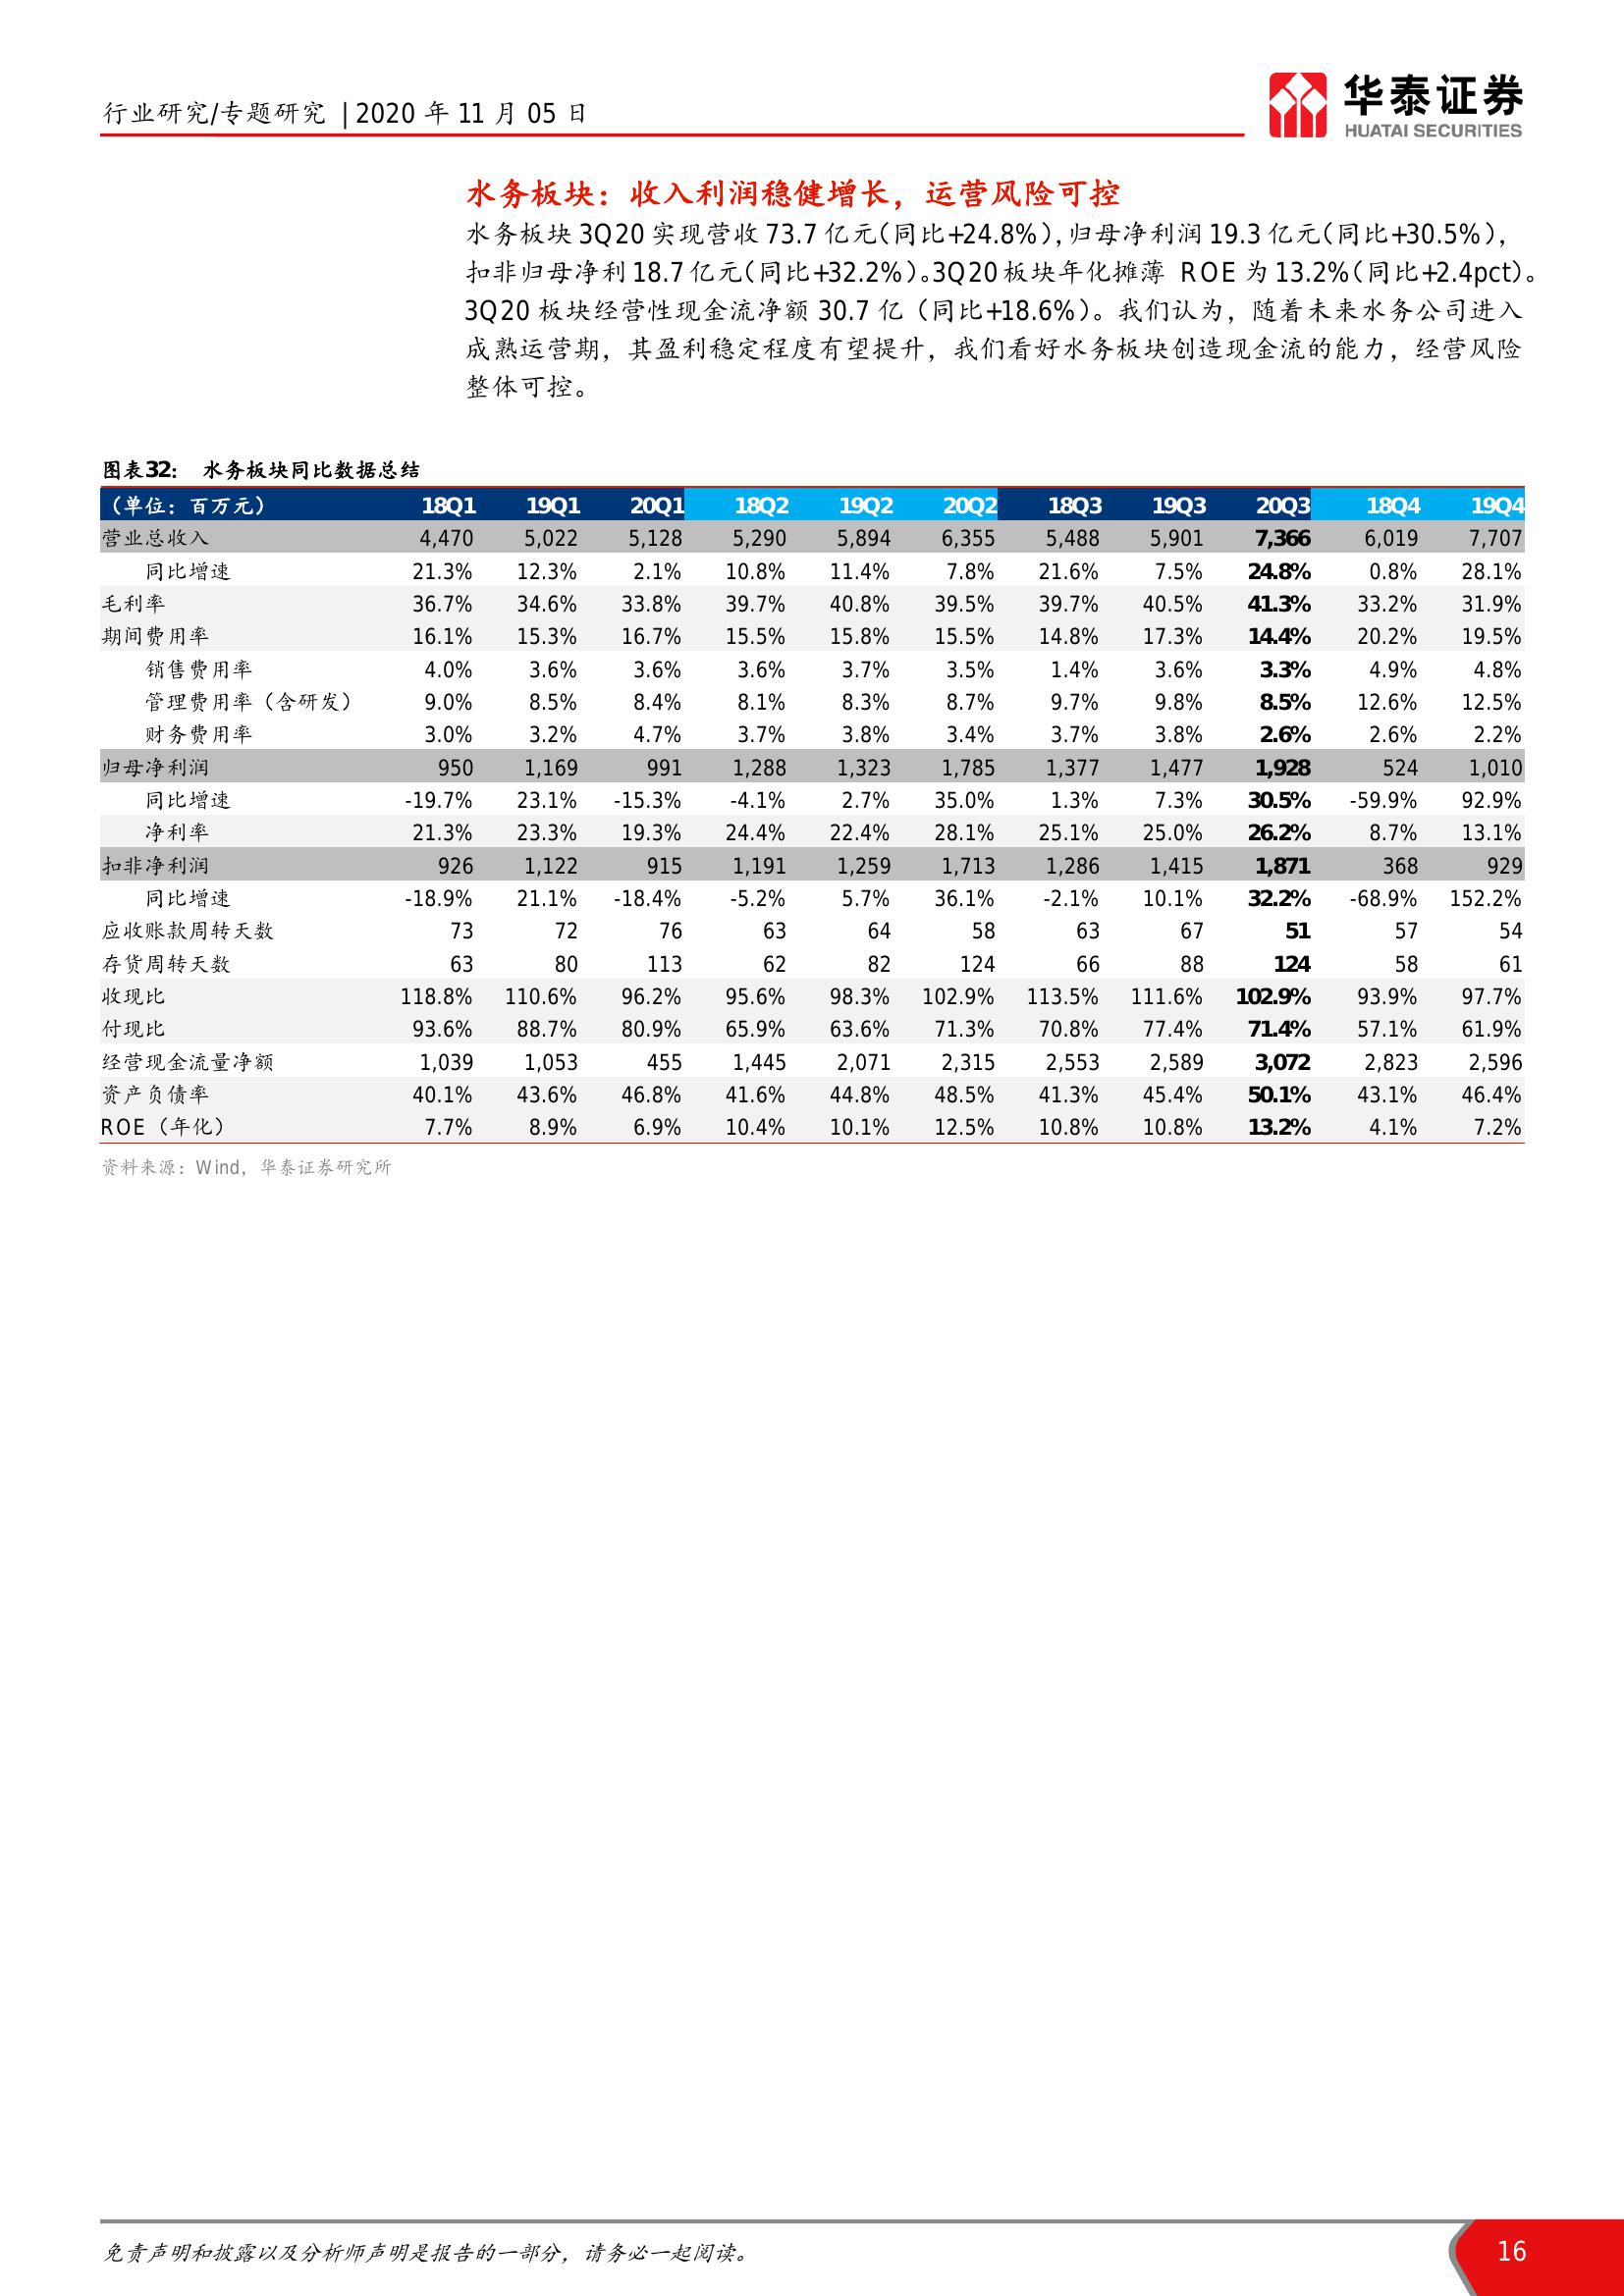 行业研究/专题研究 | 2020 年 11 月 05 日
华泰证券
HUATAI SECURITIES
水务板块：收入利润稳健增长，运营风险可控
水务板块 3Q20 实现营收 73.7 亿元（同比+24.8%），归母净利润 19.3 亿元（同比+30.5%），
扣非归母净利 18.7 亿元（同比+32.2%）。3Q20 板块年化摊薄 ROE 为 13.2%（同比+2.4pct）。
3Q20 板块经营性现金流净额 30.7 亿（同比+18.6%）。我们认为，随着未来水务公司进入
成熟运营期，其盈利稳定程度有望提升，我们看好水务板块创造现金流的能力，经营风险
整体可控。
图表32： 水务板块同比数据总结
（单位：百万元） 18Q1 19Q1 20Q1 18Q2 19Q2 20Q2 18Q3 19Q3 20Q3 18Q4 19Q4
营业总收入 4,470 5,022 5,128 5,290 5,894 6,355 5,488 5,901 7,366 6,019 7,707
同比增速 21.3% 12.3% 2.1% 10.8% 11.4% 7.8% 21.6% 7.5% 24.8% 0.8% 28.1%
毛利率 36.7% 34.6% 33.8% 39.7% 40.8% 39.5% 39.7% 40.5% 41.3% 33.2% 31.9%
期间费用率 16.1% 15.3% 16.7% 15.5% 15.8% 15.5% 14.8% 17.3% 14.4% 20.2% 19.5%
销售费用率 4.0% 3.6% 3.6% 3.6% 3.7% 3.5% 1.4% 3.6% 3.3% 4.9% 4.8%
管理费用率（含研发） 9.0% 8.5% 8.4% 8.1% 8.3% 8.7% 9.7% 9.8% 8.5% 12.6% 12.5%
财务费用率 3.0% 3.2% 4.7% 3.7% 3.8% 3.4% 3.7% 3.8% 2.6% 2.6% 2.2%
归母净利润 950 1,169 991 1,288 1,323 1,785 1,377 1,477 1,928 524 1,010
同比增速 -19.7% 23.1% -15.3% -4.1% 2.7% 35.0% 1.3% 7.3% 30.5% -59.9% 92.9%
净利率 21.3% 23.3% 19.3% 24.4% 22.4% 28.1% 25.1% 25.0% 26.2% 8.7% 13.1%
扣非净利润 926 1,122 915 1,191 1,259 1,713 1,286 1,415 1,871 368 929
同比增速 -18.9% 21.1% -18.4% -5.2% 5.7% 36.1% -2.1% 10.1% 32.2% -68.9% 152.2%
应收账款周转天数 73 72 76 63 64 58 63 67 51 57 54
存货周转天数 63 80 113 62 82 124 66 88 124 58 61
收现比 118.8% 110.6% 96.2% 95.6% 98.3% 102.9% 113.5% 111.6% 102.9% 93.9% 97.7%
付现比 93.6% 88.7% 80.9% 65.9% 63.6% 71.3% 70.8% 77.4% 71.4% 57.1% 61.9%
经营现金流量净额 1,039 1,053 455 1,445 2,071 2,315 2,553 2,589 3,072 2,823 2,596
资产负债率 40.1% 43.6% 46.8% 41.6% 44.8% 48.5% 41.3% 45.4% 50.1% 43.1% 46.4%
ROE（年化） 7.7% 8.9% 6.9% 10.4% 10.1% 12.5% 10.8% 10.8% 13.2% 4.1% 7.2%
资料来源：Wind，华泰证券研究所
免责声明和披露以及分析师声明是报告的一部分，请务必一起阅读。
16